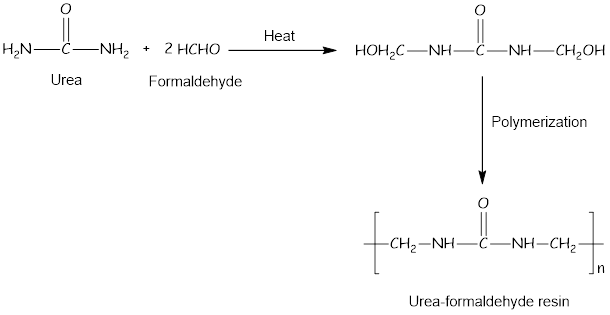 O
H₂N—C—NH₂ + 2 HCHO Heat HOH₂C—NH—C—NH—CH₂OH
O
Urea Formaldehyde
Polymerization
O
[CH₂—NH—C—NH—CH₂]n
Urea-formaldehyde resin